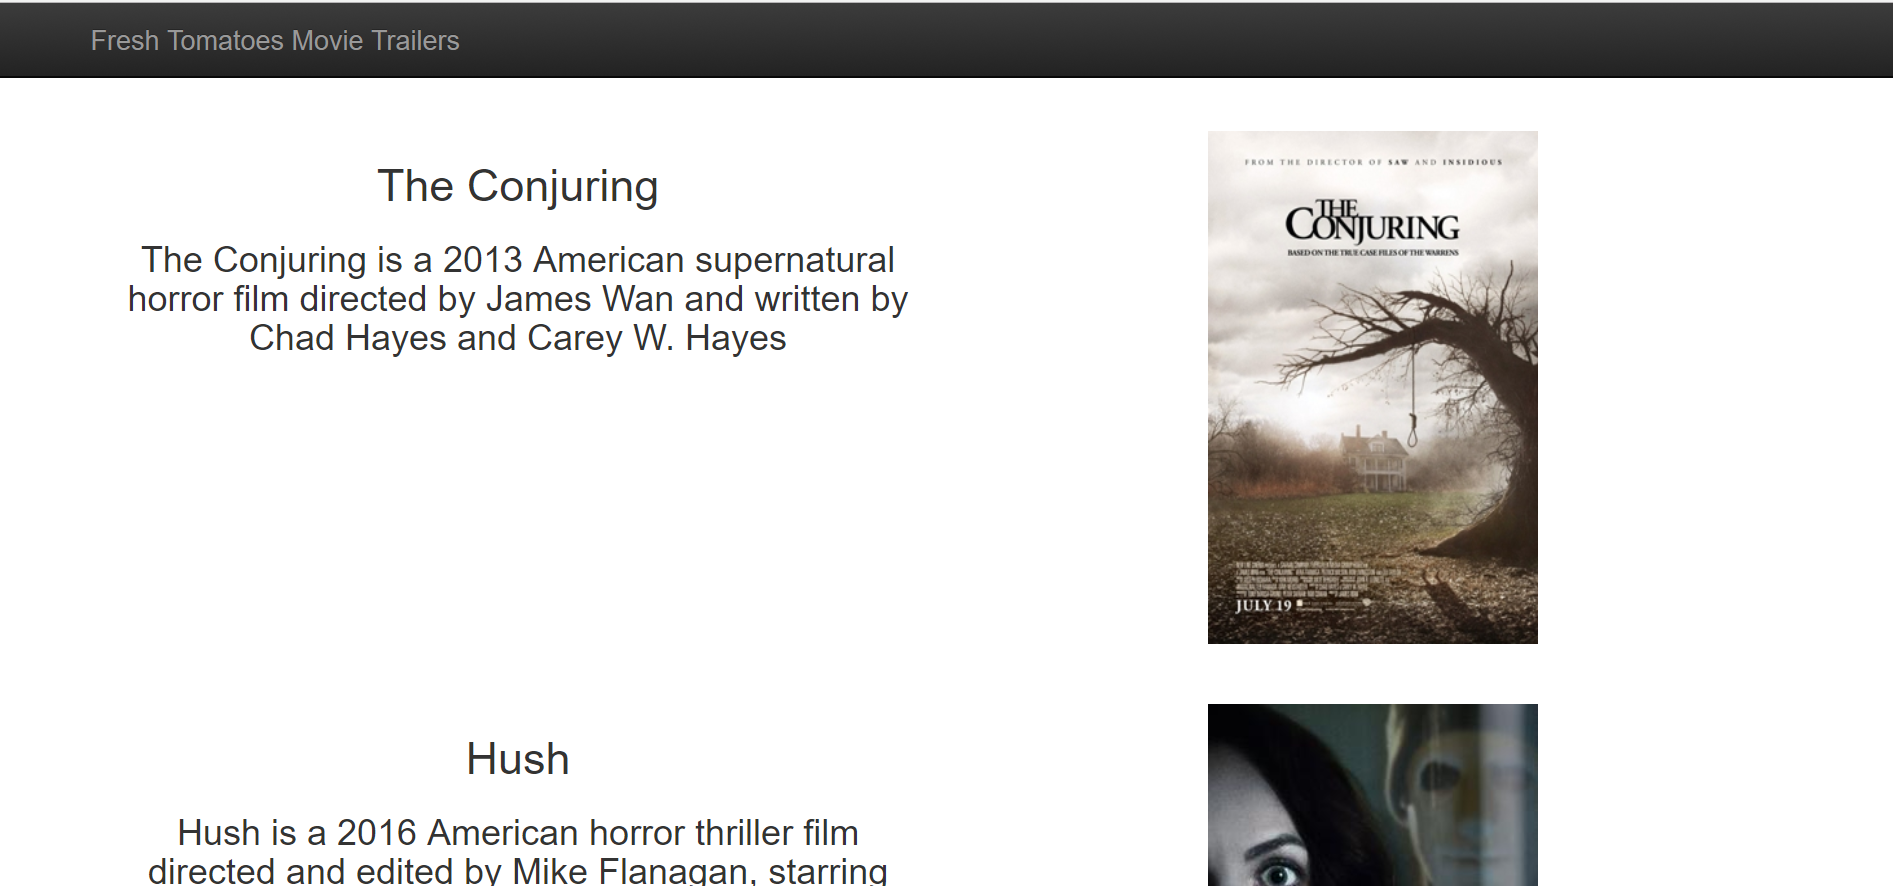 Fresh Tomatoes Movie Trailers
The Conjuring
The Conjuring is a 2013 American supernatural
horror film directed by James Wan and written by
Chad Hayes and Carey W. Hayes
FROM THE DIRECTOR OF SAW AND INSIDIOUS
THE
CONJURING
BASED ON THE TRUE CASE FILES OF THE WARRENS
JULY 19
Hush
Hush is a 2016 American horror thriller film
directed and edited by Mike Flanagan, starring